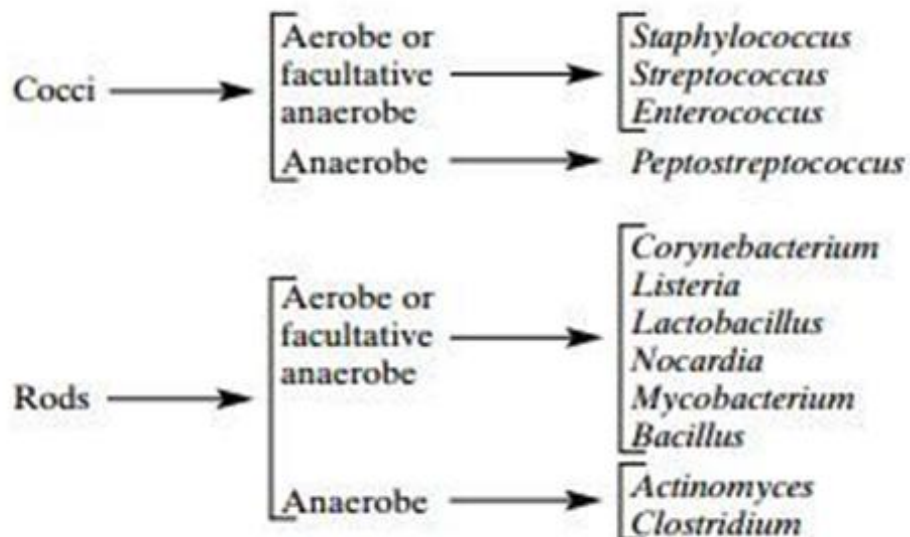 Cocci
Aerobe or
facultative
anaerobe
Staphylococcus
Streptococcus
Enterococcus
Anaerobe
Peptostreptococcus
Rods
Aerobe or
facultative
anaerobe
Corynebacterium
Listeria
Lactobacillus
Nocardia
Mycobacterium
Bacillus
Anaerobe
Actinomyces
Clostridium